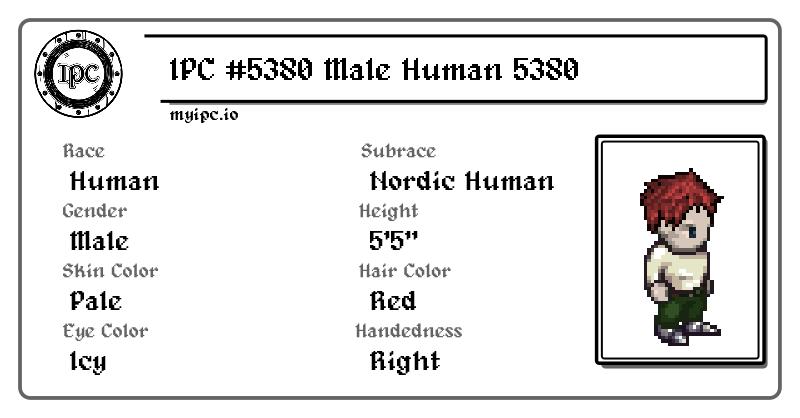 IPC
IPC #5380 Male Human 5380
myipc.io
Race
Human
Subrace
Nordic Human
Gender
Male
Height
5'5"
Skin Color
Pale
Hair Color
Red
Eye Color
Icy
Handedness
Right